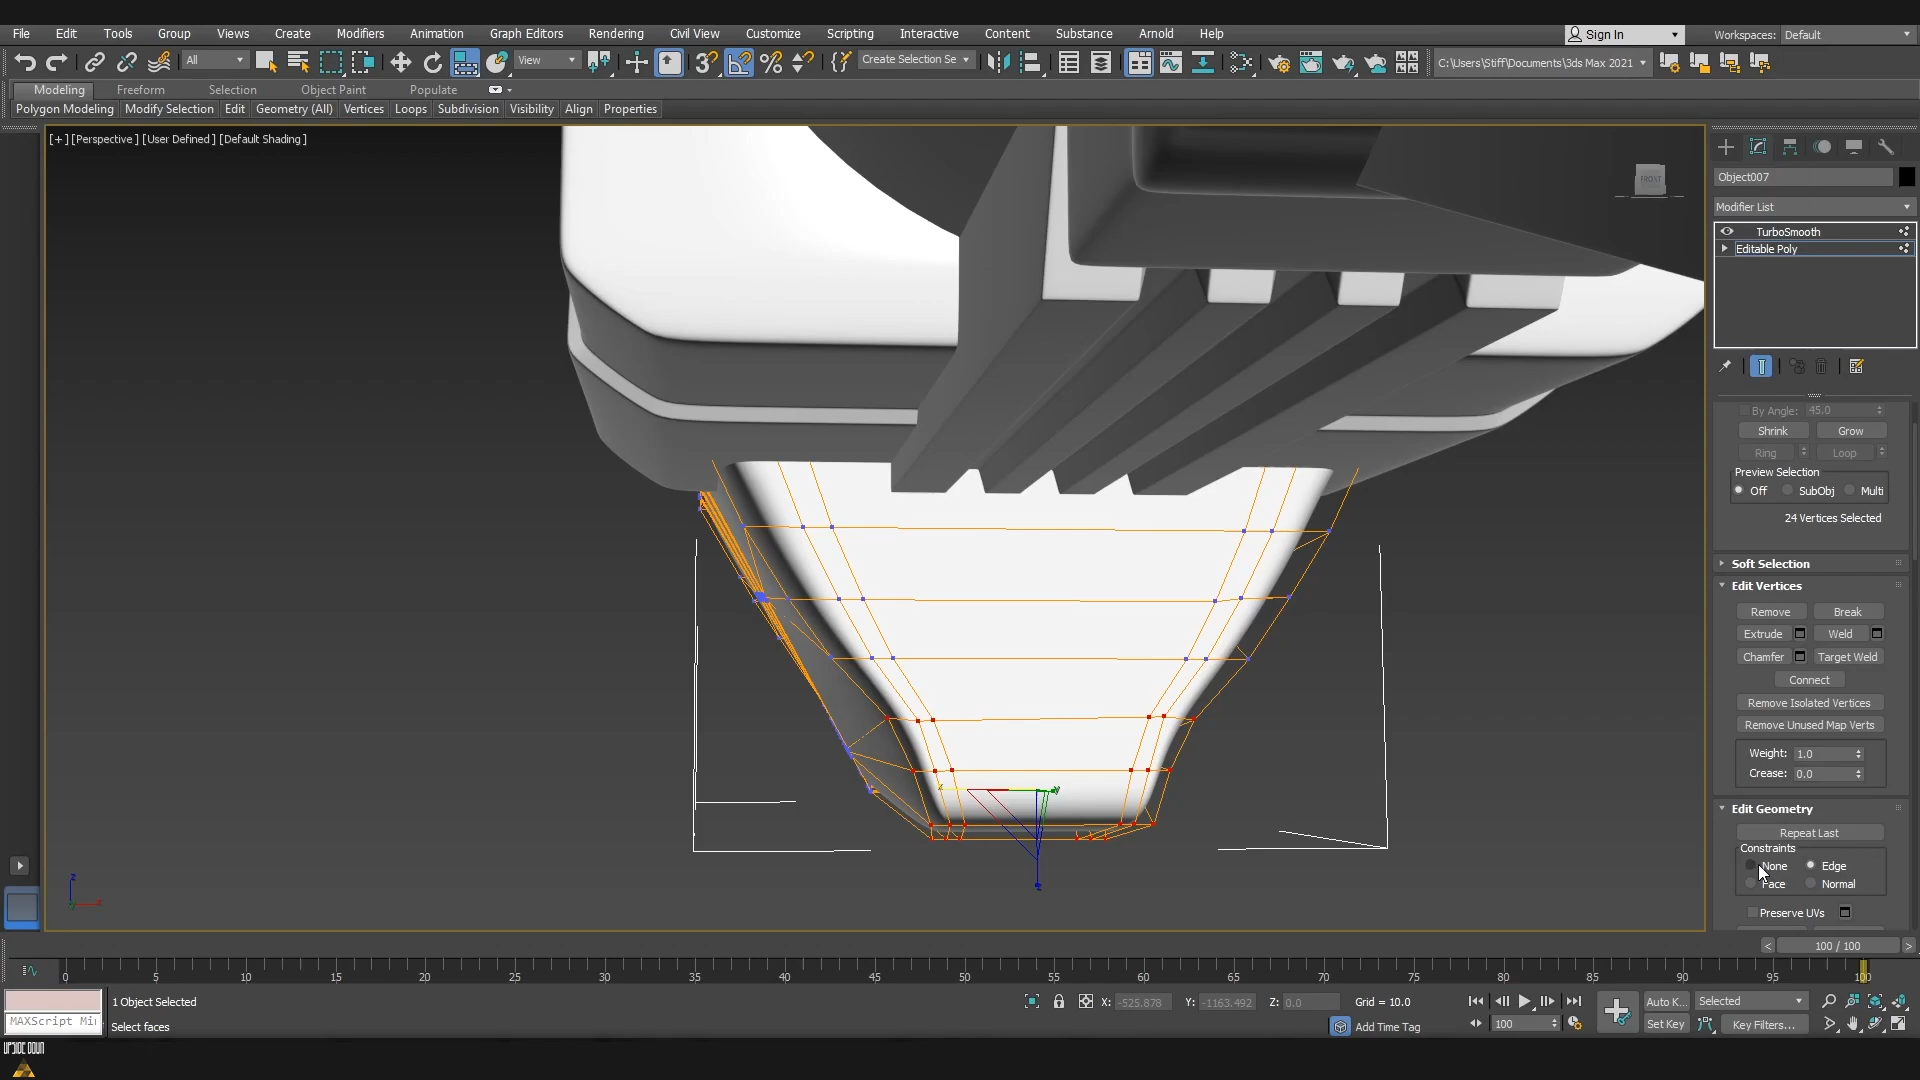 File Edit Tools Group Views Create Modifiers Animation Graph Editors Rendering Civil View Customize Scripting Interactive Content Substance Arnold Help Sign In Workspaces: Default
All View Create Selection Se C:\Users\Stiff\Documents\3ds Max 2021
Modeling Freeform Selection Object Paint Populate
Polygon Modeling Modify Selection Edit Geometry (All) Vertices Loops Subdivision Visibility Align Properties
[+] [Perspective] [User Defined] [Default Shading]
FRONT
Object007
Modifier List
TurboSmooth
Editable Poly
By Angle: 45.0
Shrink Grow
Ring Loop
Preview Selection
Off SubObj Multi
24 Vertices Selected
Soft Selection
Edit Vertices
Remove Break
Extrude Weld
Chamfer Target Weld
Connect
Remove Isolated Vertices
Remove Unused Map Verts
Weight: 1.0
Crease: 0.0
Edit Geometry
Repeat Last
Constraints
None Edge
Face Normal
Preserve UVs
x y z
z x y
< 100 / 100 >
0 5 10 15 20 25 30 35 40 45 50 55 60 65 70 75 80 85 90 95 100
1 Object Selected X: -525.878 Y: -1163.492 Z: 0.0 Grid = 10.0 Auto K... Selected
MAXScript Mi Select faces Add Time Tag 100 Set Key Key Filters...
UPSIDE DOWN